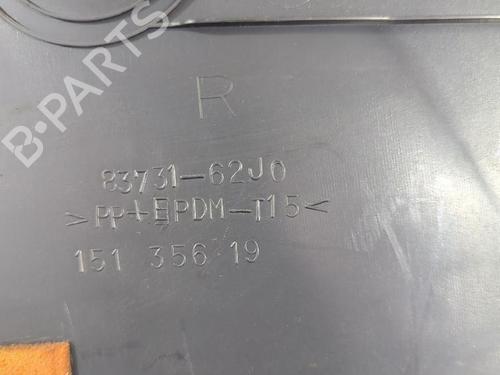 B-PARTS
R
83731-62J0
>PP+EPDM-T15<
151 356 19